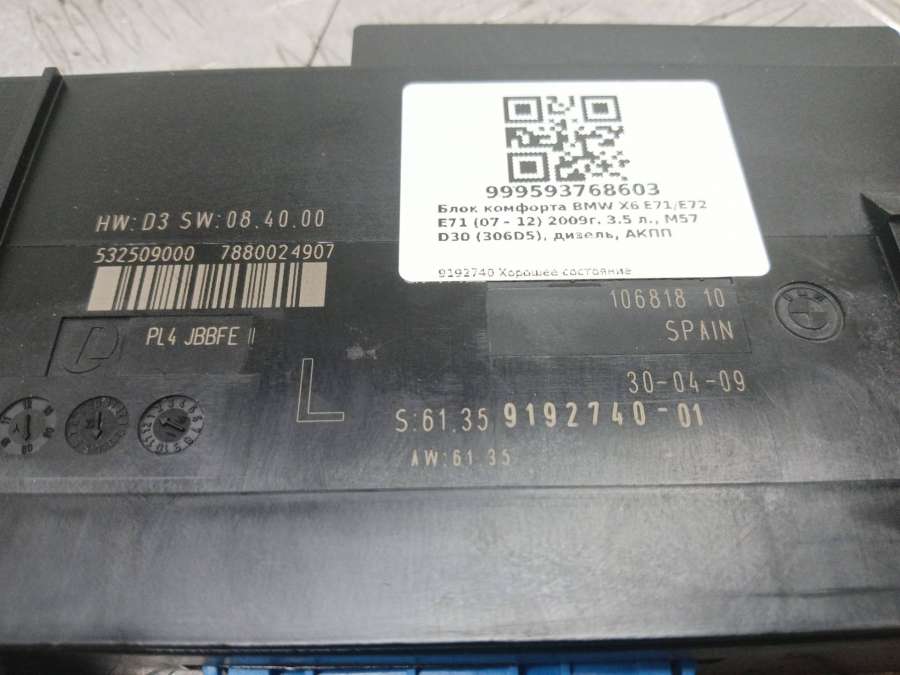 999593768603
Блок комфорта BMW X6 E71/E72
E71 (07 - 12) 2009г. 3.5 л., M57
D30 (306D5), дизель, АКПП
9192740 Хорошее состояние
HW: D3 SW: 08.40.00
532509000 7880024907
PL4 JBBFE II
106818 10
SPAIN
30-04-09
L
S:61.35 9192740-01
AW:61 35